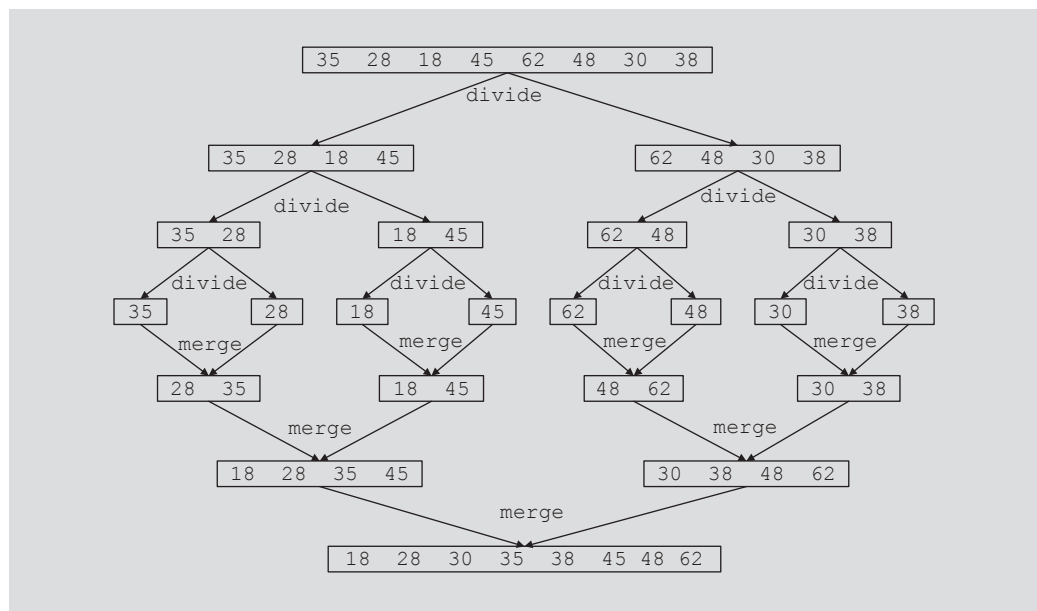 35 28 18 45 62 48 30 38
divide
35 28 18 45 62 48 30 38
divide divide
35 28 18 45 62 48 30 38
divide divide divide divide
35 28 18 45 62 48 30 38
merge merge merge merge
28 35 18 45 48 62 30 38
merge merge
18 28 35 45 30 38 48 62
merge
18 28 30 35 38 45 48 62